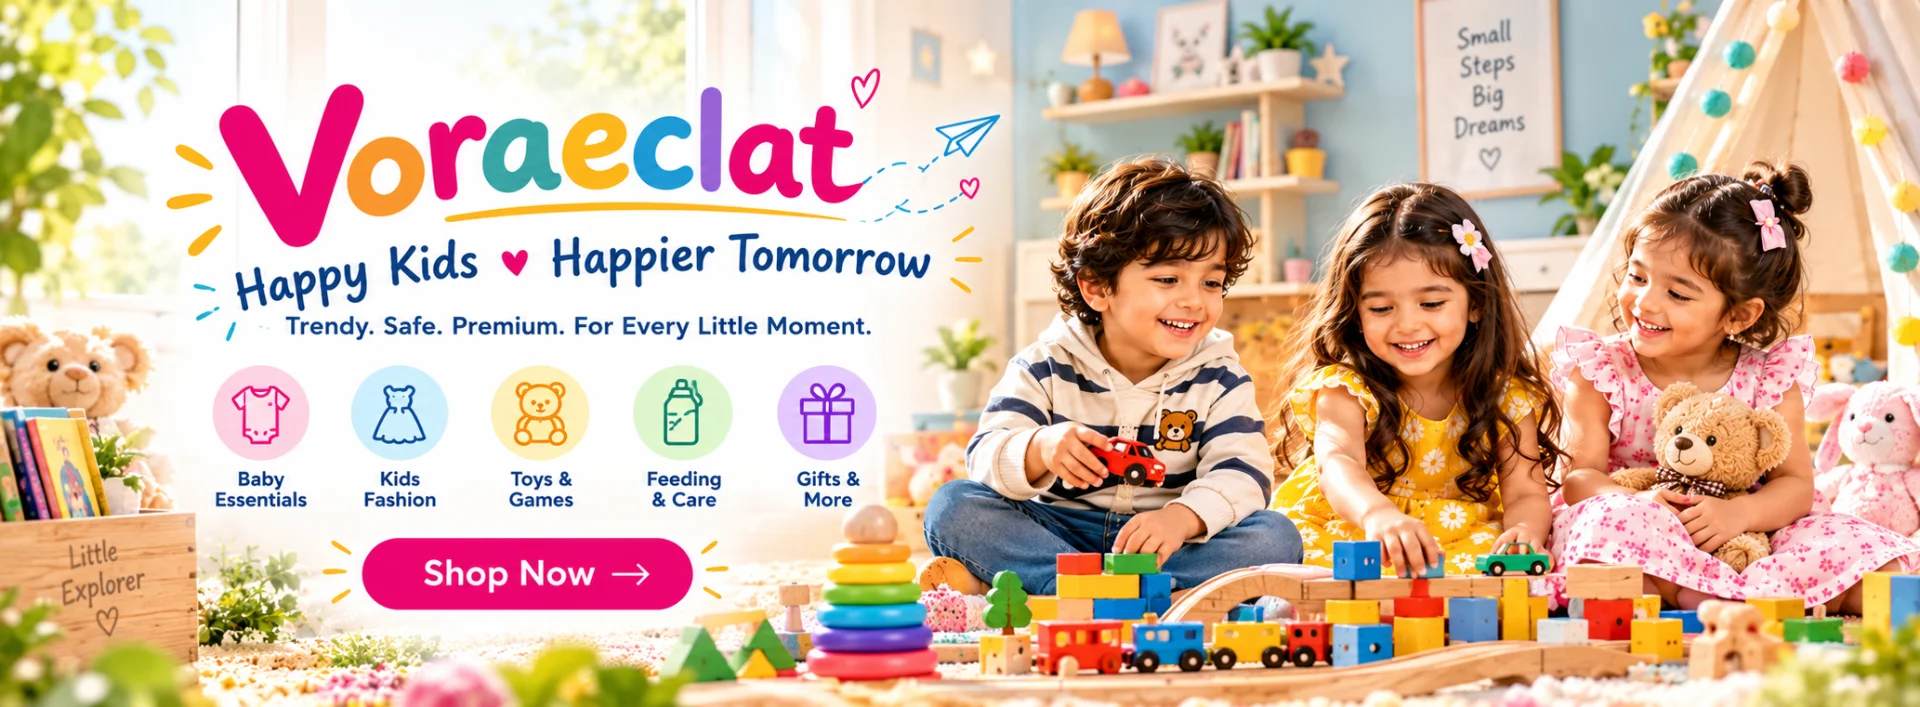 Voraeclat
Happy Kids ♥ Happier Tomorrow
Trendy. Safe. Premium. For Every Little Moment.
Baby
Essentials
Kids
Fashion
Toys &
Games
Feeding
& Care
Gifts &
More
Shop Now →
Little
Explorer
Small
Steps
Big
Dreams